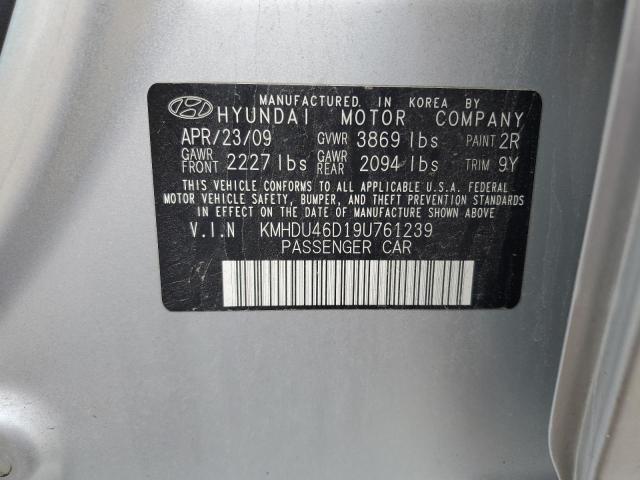 MANUFACTURED. IN KOREA BY
HYUNDAI MOTOR COMPANY
APR/23/09 GVWR 3869 lbs PAINT 2R
GAWR FRONT 2227 lbs GAWR REAR 2094 lbs TRIM 9Y
THIS VEHICLE CONFORMS TO ALL APPLICABLE U.S.A. FEDERAL
MOTOR VEHICLE SAFETY, BUMPER, AND THEFT PREVENTION STANDARDS
IN EFFECT ON THE DATE OF MANUFACTURE SHOWN ABOVE
V.I.N KMHDU46D19U761239
PASSENGER CAR